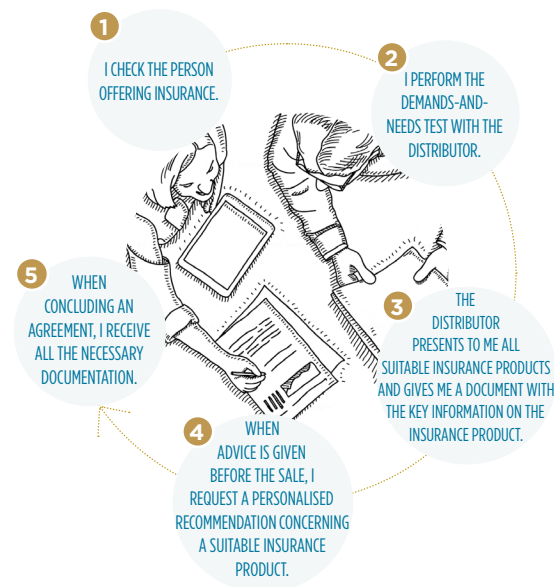 1
I CHECK THE PERSON
OFFERING INSURANCE.
2
I PERFORM THE
DEMANDS-AND-
NEEDS TEST WITH THE
DISTRIBUTOR.
3
THE
DISTRIBUTOR
PRESENTS TO ME ALL
SUITABLE INSURANCE PRODUCTS
AND GIVES ME A DOCUMENT WITH
THE KEY INFORMATION ON THE
INSURANCE PRODUCT.
4
WHEN
ADVICE IS GIVEN
BEFORE THE SALE, I
REQUEST A PERSONALISED
RECOMMENDATION CONCERNING
A SUITABLE INSURANCE
PRODUCT.
5
WHEN
CONCLUDING AN
AGREEMENT, I RECEIVE
ALL THE NECESSARY
DOCUMENTATION.